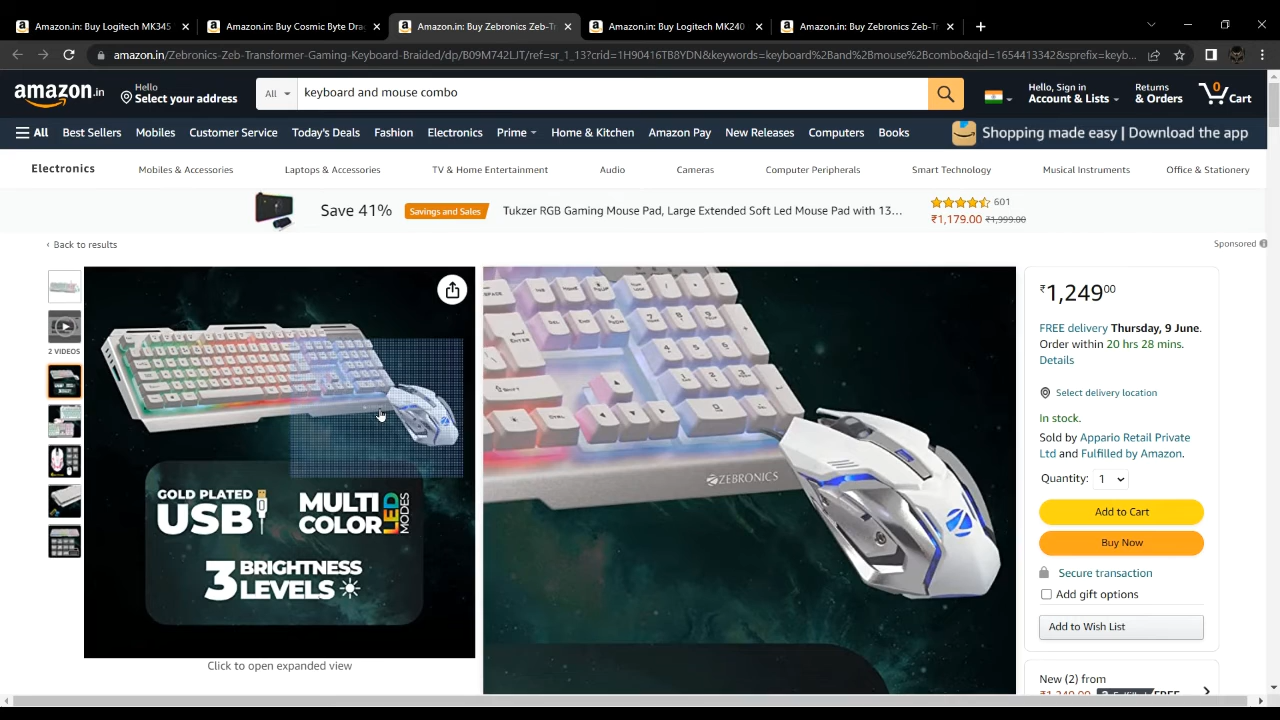 Amazon.in: Buy Logitech MK345
Amazon.in: Buy Cosmic Byte Dra
Amazon.in: Buy Zebronics Zeb-Tr
Amazon.in: Buy Logitech MK240
Amazon.in: Buy Zebronics Zeb-Tr
amazon.in/Zebronics-Zeb-Transformer-Gaming-Keyboard-Braided/dp/B09M742LJT/ref=sr_1_13?crid=1H90416TB8YDN&keywords=keyboard%2Band%2Bmouse%2Bcombo&qid=1654413342&sprefix=keyb...
amazon.in
Hello
Select your address
All
keyboard and mouse combo
Hello, Sign in
Account & Lists
Returns
& Orders
0
Cart
All
Best Sellers
Mobiles
Customer Service
Today's Deals
Fashion
Electronics
Prime
Home & Kitchen
Amazon Pay
New Releases
Computers
Books
Shopping made easy | Download the app
Electronics
Mobiles & Accessories
Laptops & Accessories
TV & Home Entertainment
Audio
Cameras
Computer Peripherals
Smart Technology
Musical Instruments
Office & Stationery
Save 41%
Savings and Sales
Tukzer RGB Gaming Mouse Pad, Large Extended Soft Led Mouse Pad with 13...
601
₹1,179.00 ₹1,999.00
‹ Back to results
Sponsored
2 VIDEOS
GOLD PLATED
USB
MULTI
COLOR
LED
MODES
3 BRIGHTNESS
LEVELS
Click to open expanded view
ZEBRONICS
₹1,249.00
FREE delivery Thursday, 9 June.
Order within 20 hrs 28 mins.
Details
Select delivery location
In stock.
Sold by Appario Retail Private
Ltd and Fulfilled by Amazon.
Quantity: 1
Add to Cart
Buy Now
Secure transaction
Add gift options
Add to Wish List
New (2) from